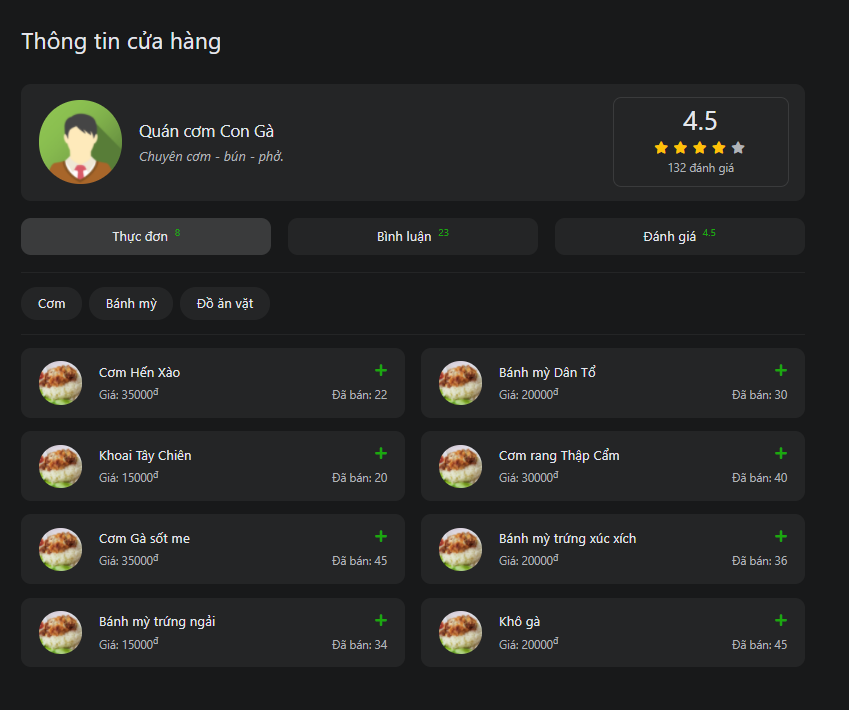 Thông tin cửa hàng
Quán cơm Con Gà
Chuyên cơm - bún - phở.
4.5
132 đánh giá
Thực đơn 8
Bình luận 23
Đánh giá 4.5
Cơm
Bánh mỳ
Đồ ăn vặt
Cơm Hến Xào
Giá: 35000đ
Đã bán: 22
Bánh mỳ Dân Tổ
Giá: 20000đ
Đã bán: 30
Khoai Tây Chiên
Giá: 15000đ
Đã bán: 20
Cơm rang Thập Cẩm
Giá: 30000đ
Đã bán: 40
Cơm Gà sốt me
Giá: 35000đ
Đã bán: 45
Bánh mỳ trứng xúc xích
Giá: 20000đ
Đã bán: 36
Bánh mỳ trứng ngải
Giá: 15000đ
Đã bán: 34
Khô gà
Giá: 20000đ
Đã bán: 45